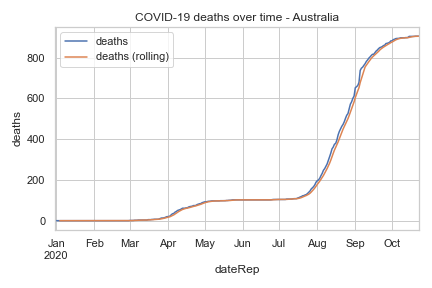 COVID-19 deaths over time - Australia
deaths
deaths (rolling)
800
600
400
200
0
deaths
Jan Feb Mar Apr May Jun Jul Aug Sep Oct
2020
dateRep